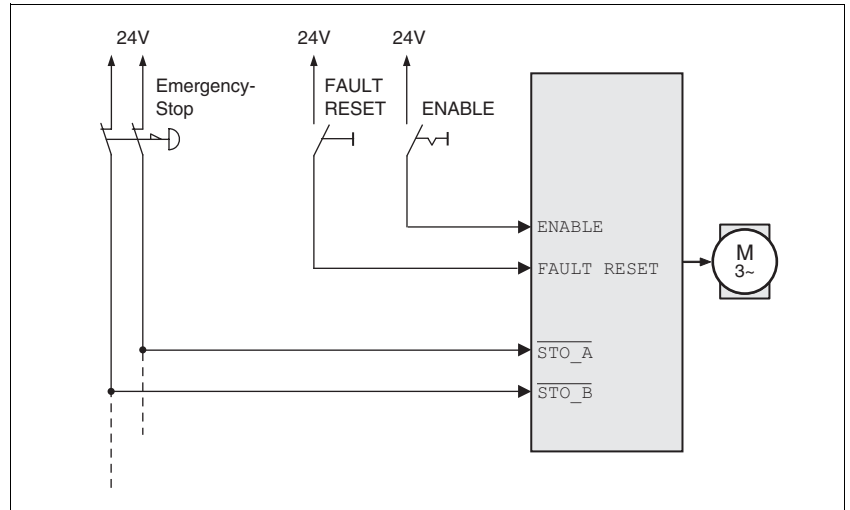 24V
24V
24V
Emergency-
Stop
FAULT
RESET
ENABLE
ENABLE
FAULT RESET
STO_A
STO_B
M
3~